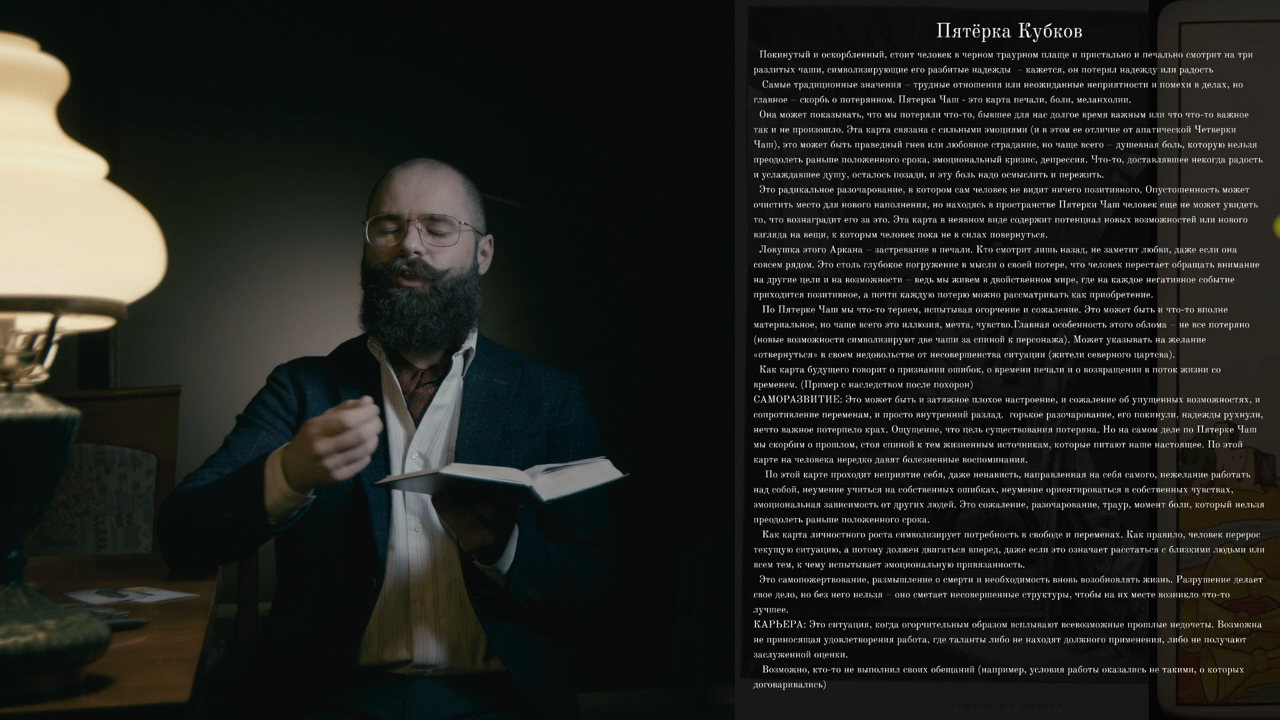 Пятёрка Кубков
Покинутый и оскорбленный, стоит человек в черном траурном плаще и пристально и печально смотрит на три
разлитых чаши, символизирующие его разбитые надежды – кажется, он потерял надежду или радость
Самые традиционные значения – трудные отношения или неожиданные неприятности и помехи в делах, но
главное – скорбь о потерянном. Пятерка Чаш - это карта печали, боли, меланхолии.
Она может показывать, что мы потеряли что-то, бывшее для нас долгое время важным или что что-то важное
так и не произошло. Эта карта связана с сильными эмоциями (и в этом ее отличие от апатической Четверки
Чаш), это может быть праведный гнев или любовное страдание, но чаще всего – душевная боль, которую нельзя
преодолеть раньше положенного срока, эмоциональный кризис, депрессия. Что-то, доставлявшее некогда радость
и услаждавшее душу, осталось позади, и эту боль надо осмыслить и пережить.
Это радикальное разочарование, в котором сам человек не видит ничего позитивного. Опустошенность может
очистить место для нового наполнения, но находясь в пространстве Пятерки Чаш человек еще не может увидеть
то, что вознаградит его за это. Эта карта в неявном виде содержит потенциал новых возможностей или нового
взгляда на вещи, к которым человек пока не в силах повернуться.
Ловушка этого Аркана – застревание в печали. Кто смотрит лишь назад, не заметит любви, даже если она
совсем рядом. Это столь глубокое погружение в мысли о своей потере, что человек перестает обращать внимание
на другие цели и на возможности – ведь мы живем в двойственном мире, где на каждое негативное событие
приходится позитивное, а почти каждую потерю можно рассматривать как приобретение.
По Пятерке Чаш мы что-то теряем, испытывая огорчение и сожаление. Это может быть и что-то вполне
материальное, но чаще всего это иллюзия, мечта, чувство.Главная особенность этого облома – не все потеряно
(новые возможности символизируют две чаши за спиной к персонажа). Может указывать на желание
«отвернуться» в своем недовольстве от несовершенства ситуации (жители северного царства).
Как карта будущего говорит о признании ошибок, о времени печали и о возвращении в поток жизни со
временем. (Пример с наследством после похорон)
САМОРАЗВИТИЕ: Это может быть и затяжное плохое настроение, и сожаление об упущенных возможностях, и
сопротивление переменам, и просто внутренний разлад, горькое разочарование, его покинули, надежды рухнули,
нечто важное потерпело крах. Ощущение, что цель существования потеряна. Но на самом деле по Пятерке Чаш
мы скорбим о прошлом, стоя спиной к тем жизненным источникам, которые питают наше настоящее. По этой
карте на человека нередко давят болезненные воспоминания.
По этой карте проходит неприятие себя, даже ненависть, направленная на себя самого, нежелание работать
над собой, неумение учиться на собственных ошибках, неумение ориентироваться в собственных чувствах,
эмоциональная зависимость от других людей. Это сожаление, разочарование, траур, момент боли, который нельзя
преодолеть раньше положенного срока.
Как карта личностного роста символизирует потребность в свободе и переменах. Как правило, человек перерос
текущую ситуацию, а потому должен двигаться вперед, даже если это означает расстаться с близкими людьми или
всем тем, к чему испытывает эмоциональную привязанность.
Это самопожертвование, размышление о смерти и необходимость вновь возобновлять жизнь. Разрушение делает
свое дело, но без него нельзя – оно сметает несовершенные структуры, чтобы на их месте возникло что-то
лучшее.
КАРЬЕРА: Это ситуация, когда огорчительным образом всплывают всевозможные прошлые недочеты. Возможна
не приносящая удовлетворения работа, где таланты либо не находят должного применения, либо не получают
заслуженной оценки.
Возможно, кто-то не выполнил своих обещаний (например, условия работы оказались не такими, о которых
договаривались)